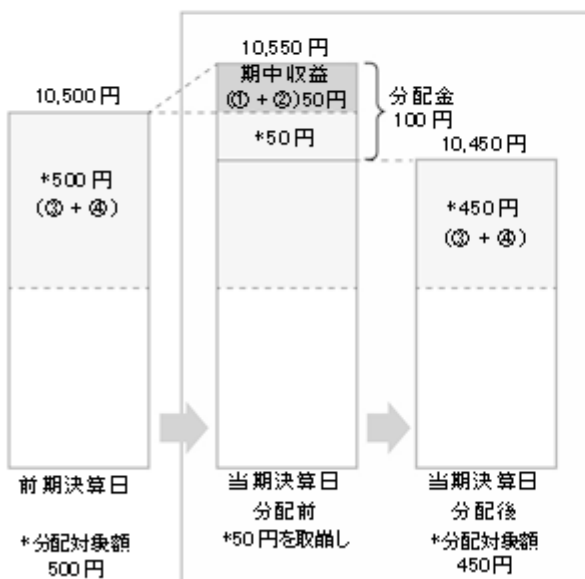 10,500円
*500円
(③＋④)
前期決算日
*分配対象額
500円
10,550円
期中収益
(①＋②)50円
*50円
分配金
100円
当期決算日
分配前
*50円を取崩し
10,450円
*450円
(③＋④)
当期決算日
分配後
*分配対象額
450円